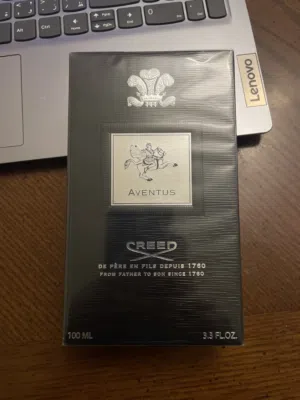 Lenovo
AVENTUS
CREED
DE PÈRE EN FILS DEPUIS 1760
FROM FATHER TO SON SINCE 1760
100 ML
3.3 FL.OZ.